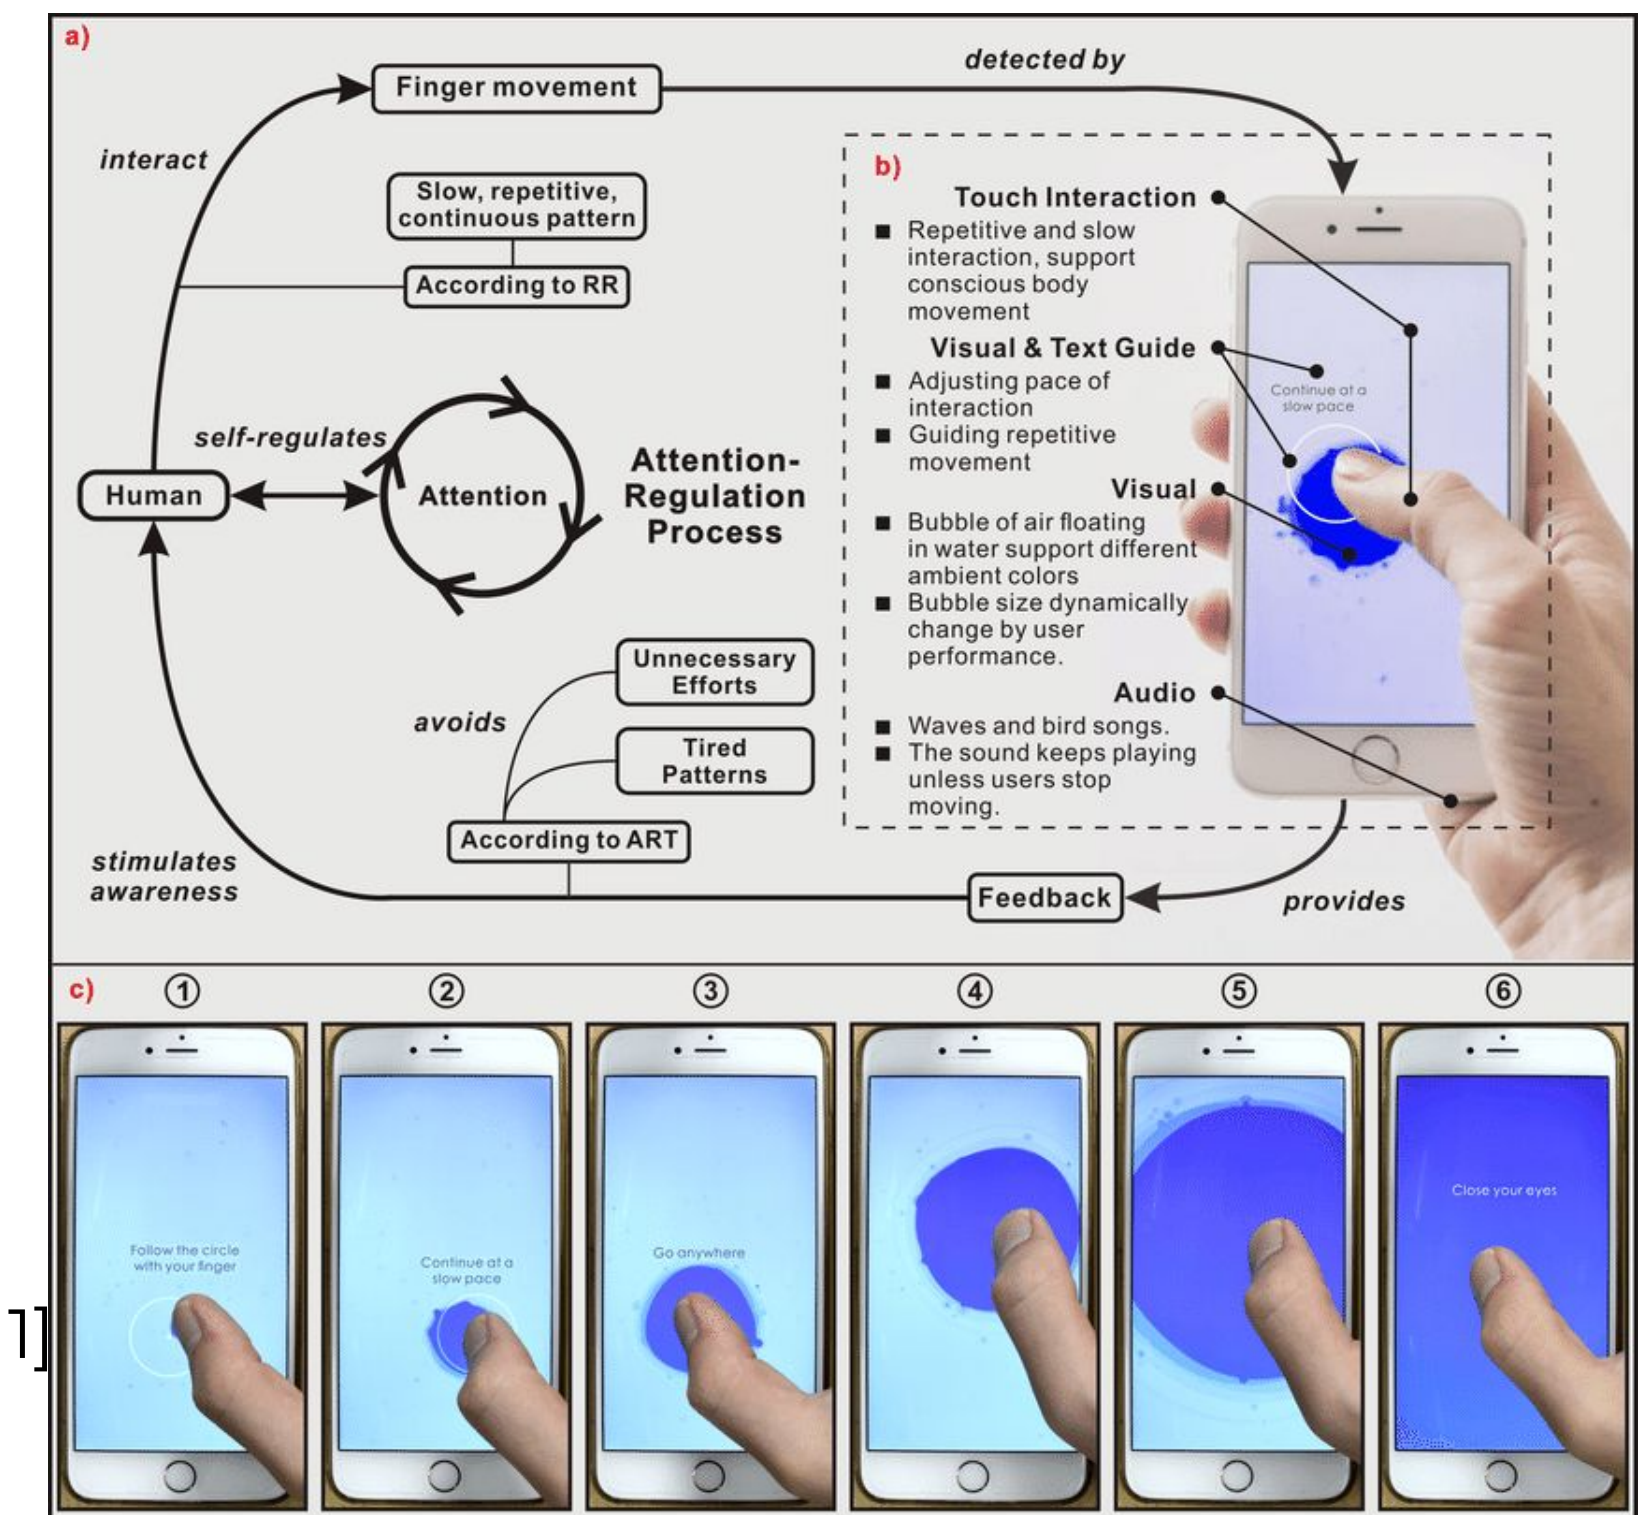 a)
Finger movement
detected by
interact
Slow, repetitive,
continuous pattern
According to RR
self-regulates
Human
Attention
Attention-
Regulation
Process
Unnecessary
Efforts
avoids
Tired
Patterns
According to ART
stimulates
awareness
Feedback
provides
b)
Touch Interaction
■ Repetitive and slow
interaction, support
conscious body
movement
Visual & Text Guide
■ Adjusting pace of
interaction
■ Guiding repetitive
movement
Visual
■ Bubble of air floating
in water support different
ambient colors
■ Bubble size dynamically
change by user
performance.
Audio
■ Waves and bird songs.
■ The sound keeps playing
unless users stop
moving.
Continue at a
slow pace
c)
①
②
③
④
⑤
⑥
Follow the circle
with your finger
Continue at a
slow pace
Go anywhere
Close your eyes